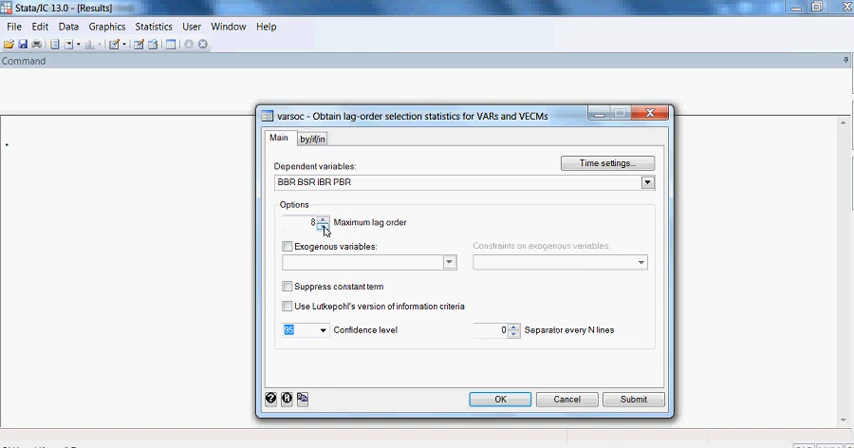 Stata/IC 13.0 - [Results]
File Edit Data Graphics Statistics User Window Help
Command
varsoc - Obtain lag-order selection statistics for VARs and VECMs
Main by/if/in
Time settings...
Dependent variables:
BBR BSR IBR PBR
Options
8 Maximum lag order
Exogenous variables: Constraints on exogenous variables:
Suppress constant term
Use Lutkepohl's version of information criteria
95 Confidence level 0 Separator every N lines
OK Cancel Submit